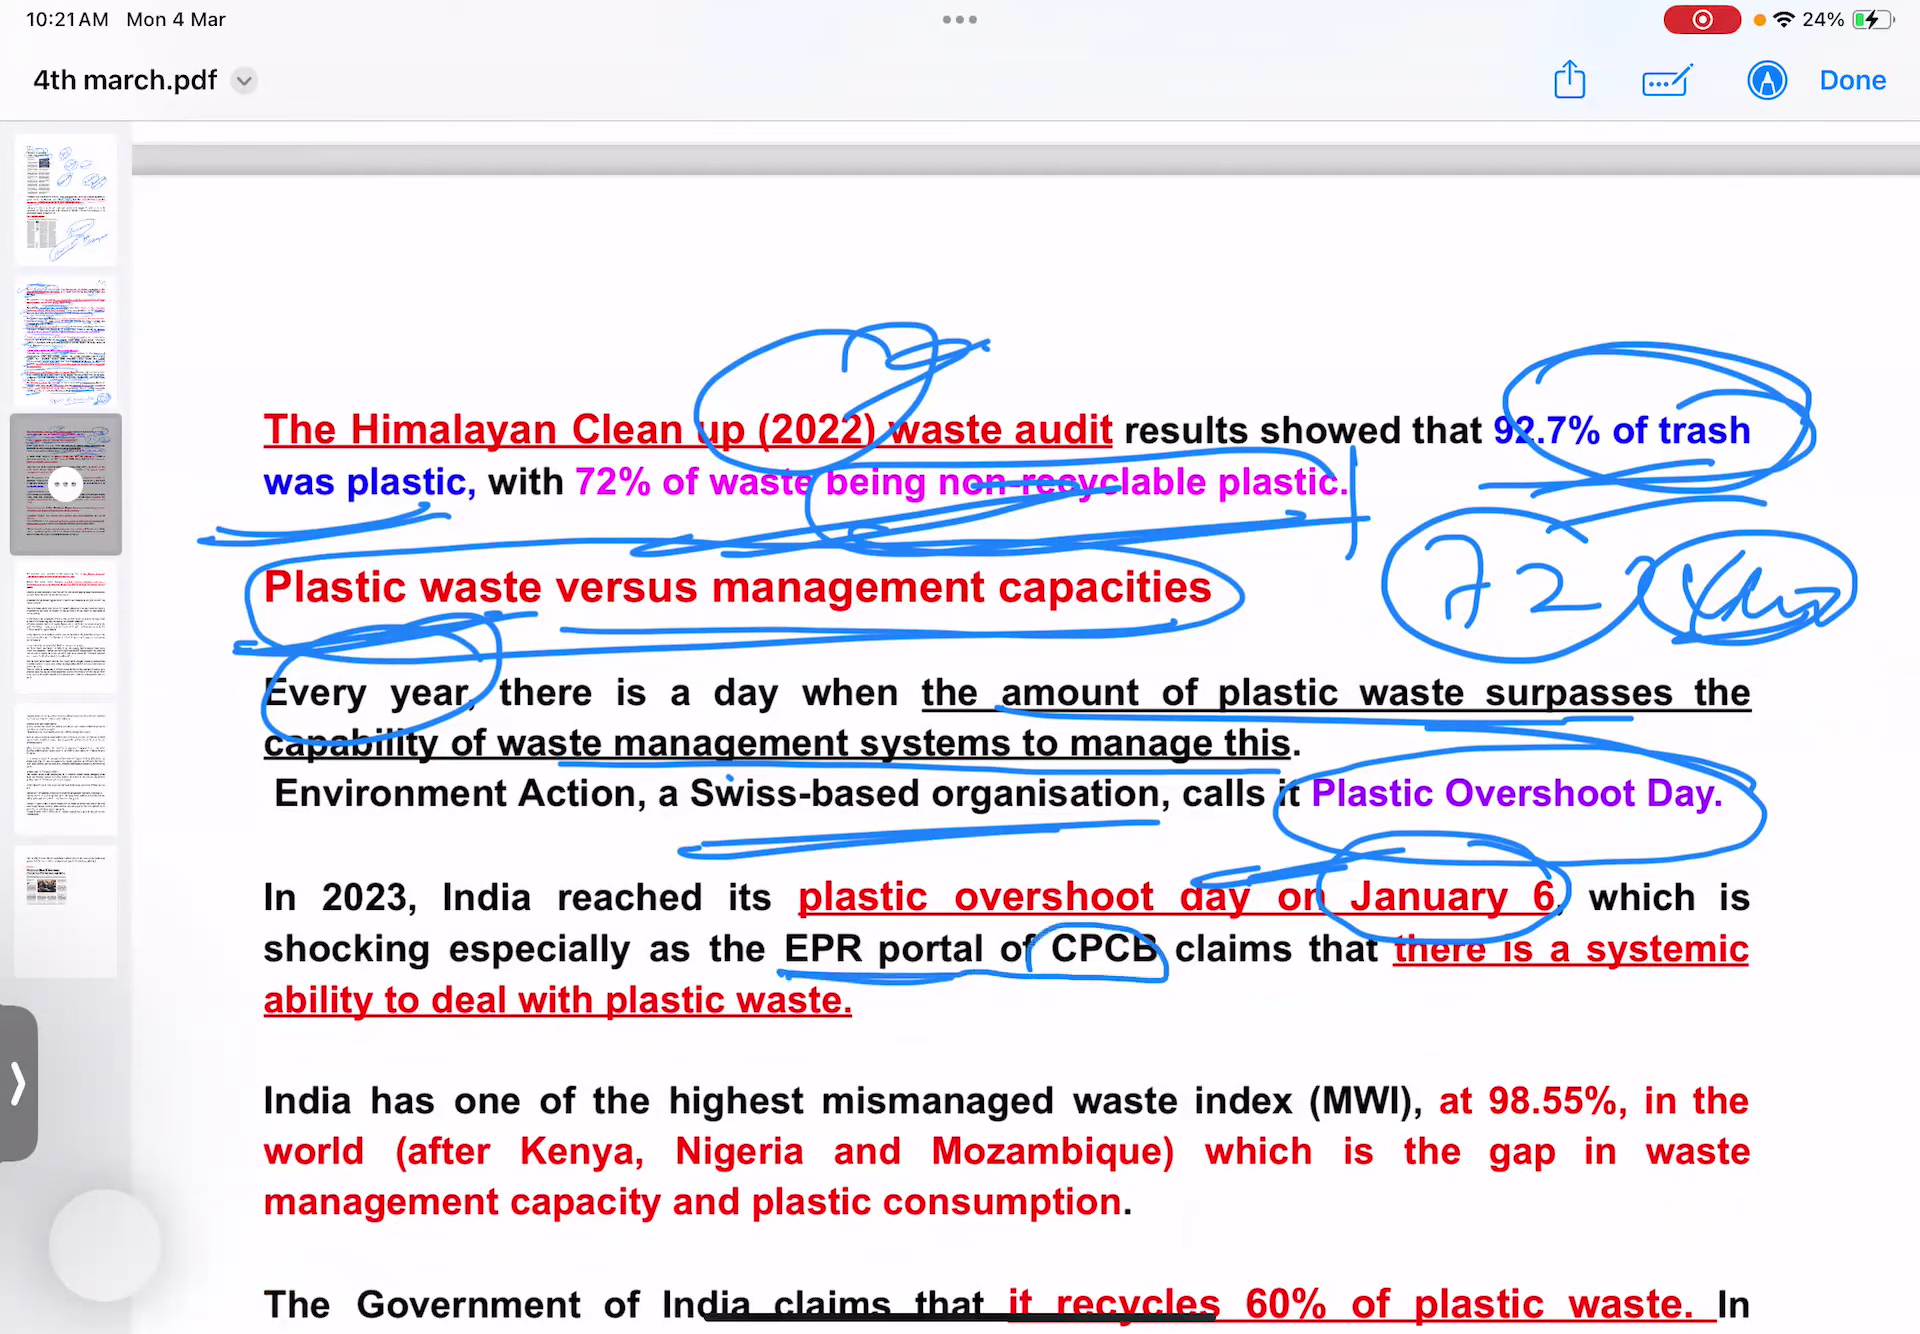 10:21 AM Mon 4 Mar
24%
4th march.pdf
Done
The Himalayan Clean up (2022) waste audit results showed that 92.7% of trash
was plastic, with 72% of waste being non-recyclable plastic.
72
Plastic waste versus management capacities
Every year, there is a day when the amount of plastic waste surpasses the
capability of waste management systems to manage this.
Environment Action, a Swiss-based organisation, calls it Plastic Overshoot Day.
In 2023, India reached its plastic overshoot day on January 6, which is
shocking especially as the EPR portal of CPCB claims that there is a systemic
ability to deal with plastic waste.
India has one of the highest mismanaged waste index (MWI), at 98.55%, in the
world (after Kenya, Nigeria and Mozambique) which is the gap in waste
management capacity and plastic consumption.
The Government of India claims that it recycles 60% of plastic waste. In